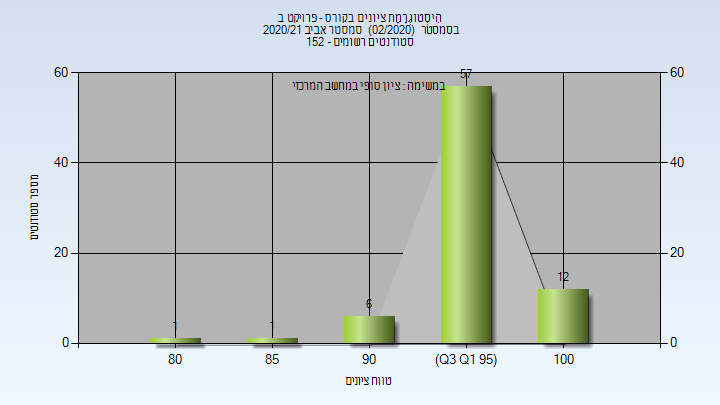 היסטוגרמת ציונים בקורס - פרויקט ב
בסמסטר (02/2020) סמסטר אביב 2020/21
סטודנטים רשומים - 152
במשימה : ציון סופי במחשב המרכזי
מספר סטודנטים
60
40
20
0
60
40
20
0
1
1
6
57
12
80
85
90
(Q3 Q1 95)
100
טווח ציונים